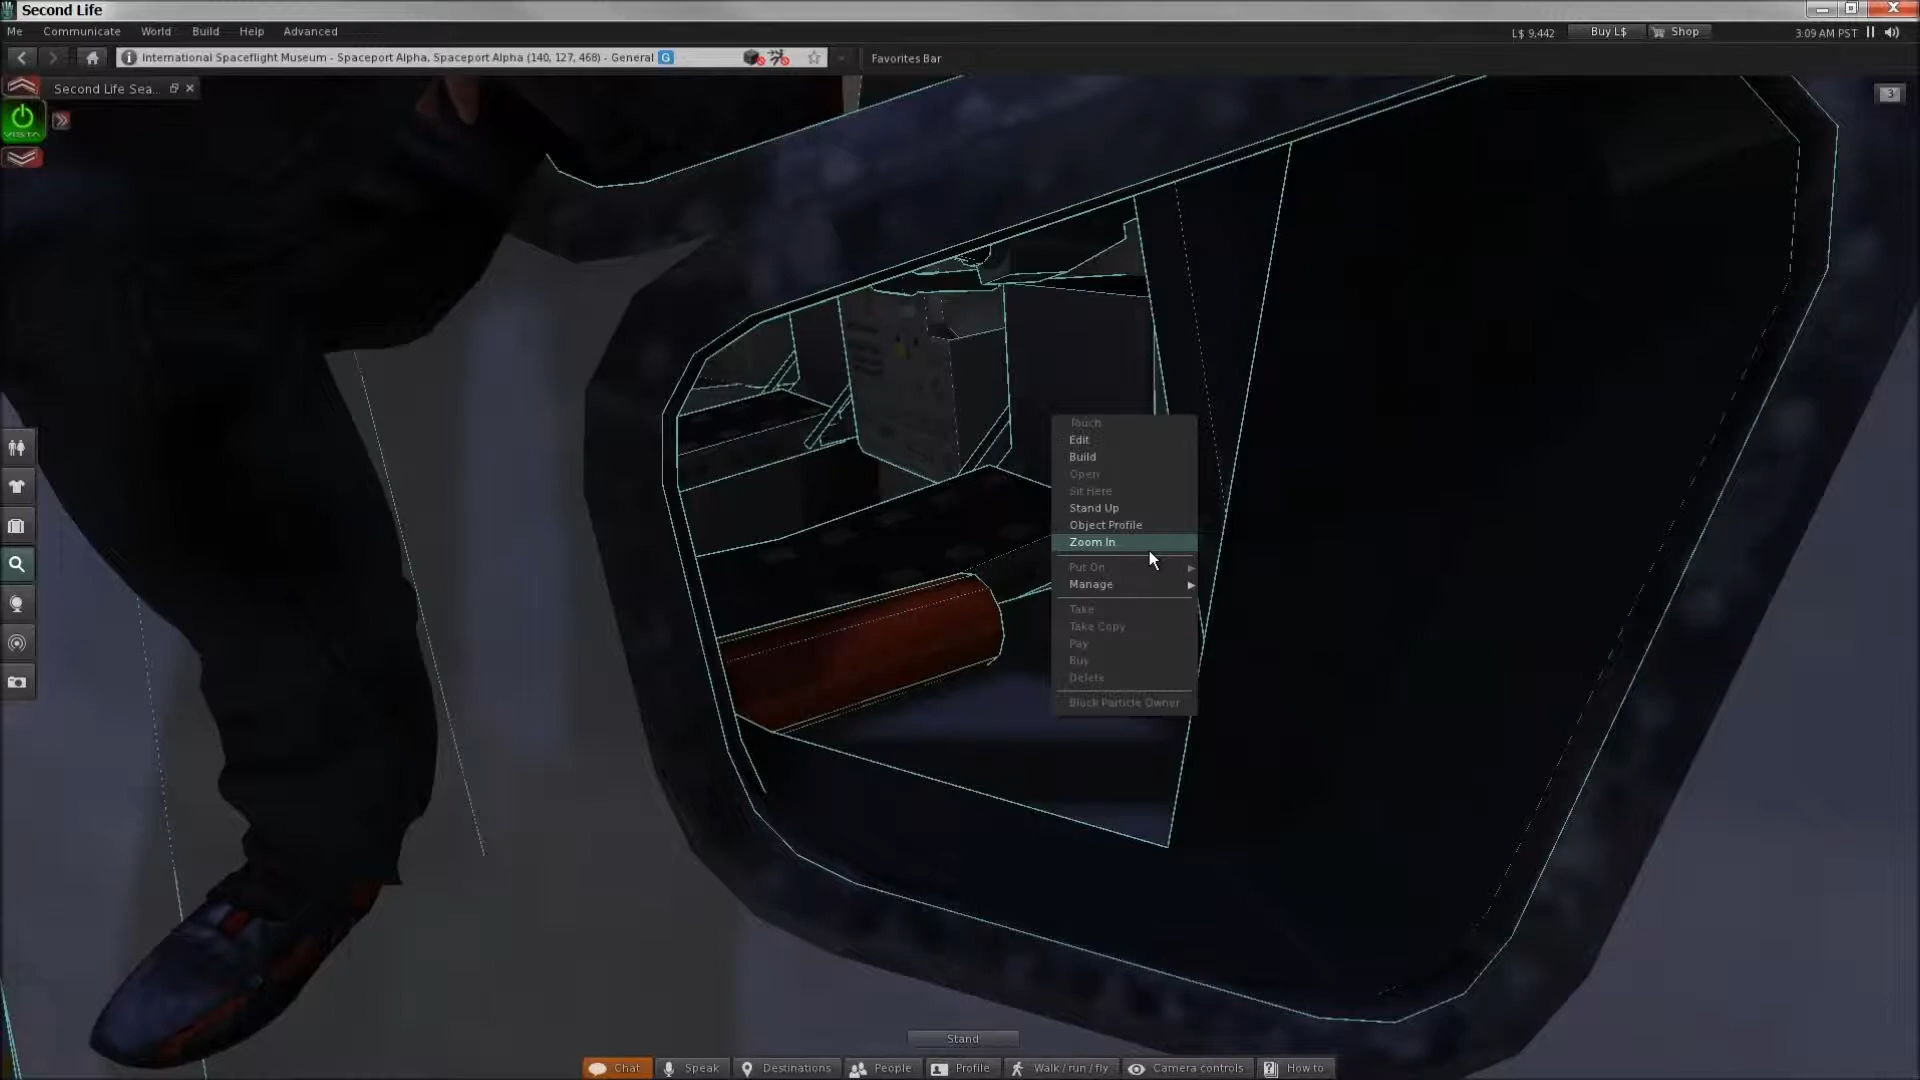 Second Life
Me Communicate World Build Help Advanced
L$ 9,442 Buy L$ Shop 3:09 AM PST
International Spaceflight Museum - Spaceport Alpha, Spaceport Alpha (140, 127, 468) - General G
Favorites Bar
Second Life Sea...
3
VISTA
Touch
Edit
Build
Open
Sit Here
Stand Up
Object Profile
Zoom In
Put On
Manage
Take
Take Copy
Pay
Buy
Delete
Block Particle Owner
Stand
Chat Speak Destinations People Profile Walk / run / fly Camera controls How to